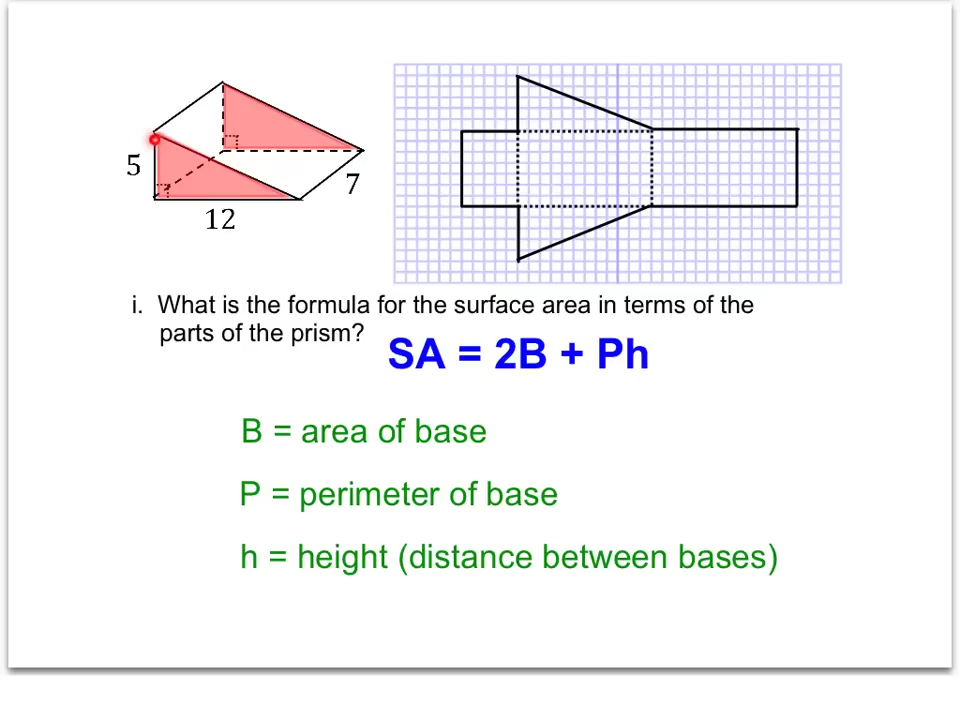 5
7
12
i. What is the formula for the surface area in terms of the
parts of the prism?
SA = 2B + Ph
B = area of base
P = perimeter of base
h = height (distance between bases)